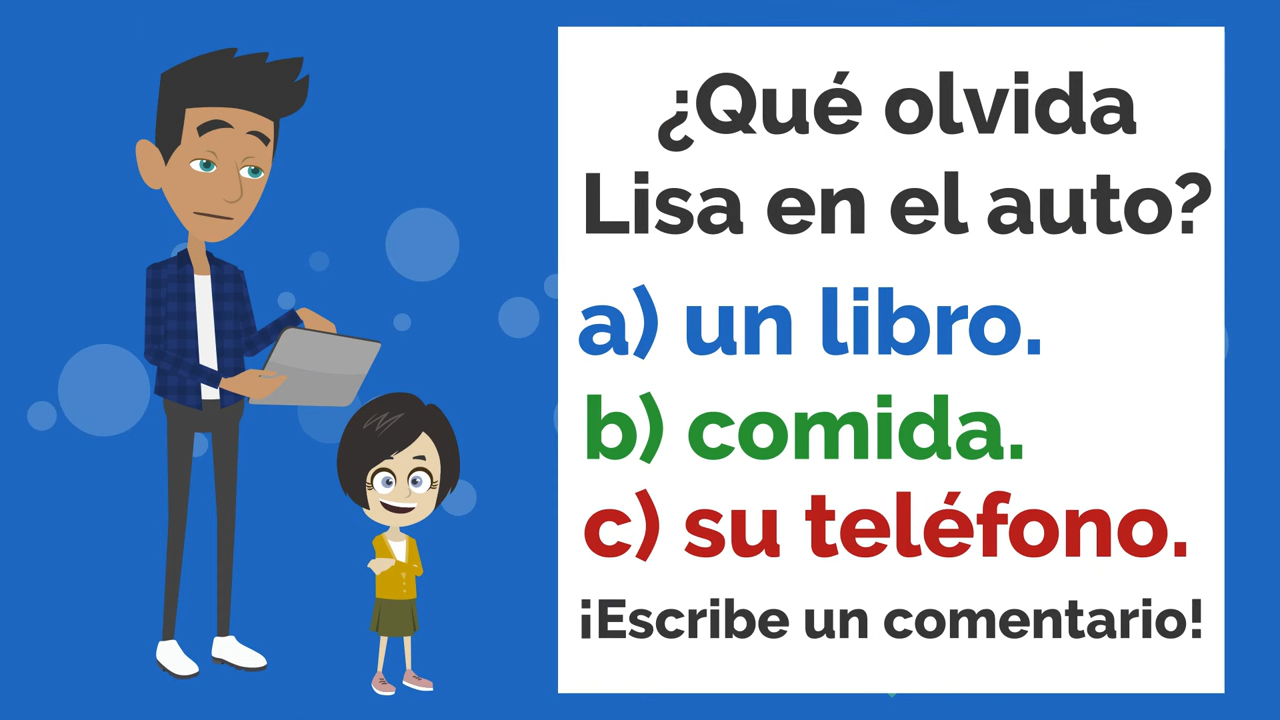 ¿Qué olvida
Lisa en el auto?
a) un libro.
b) comida.
c) su teléfono.
¡Escribe un comentario!